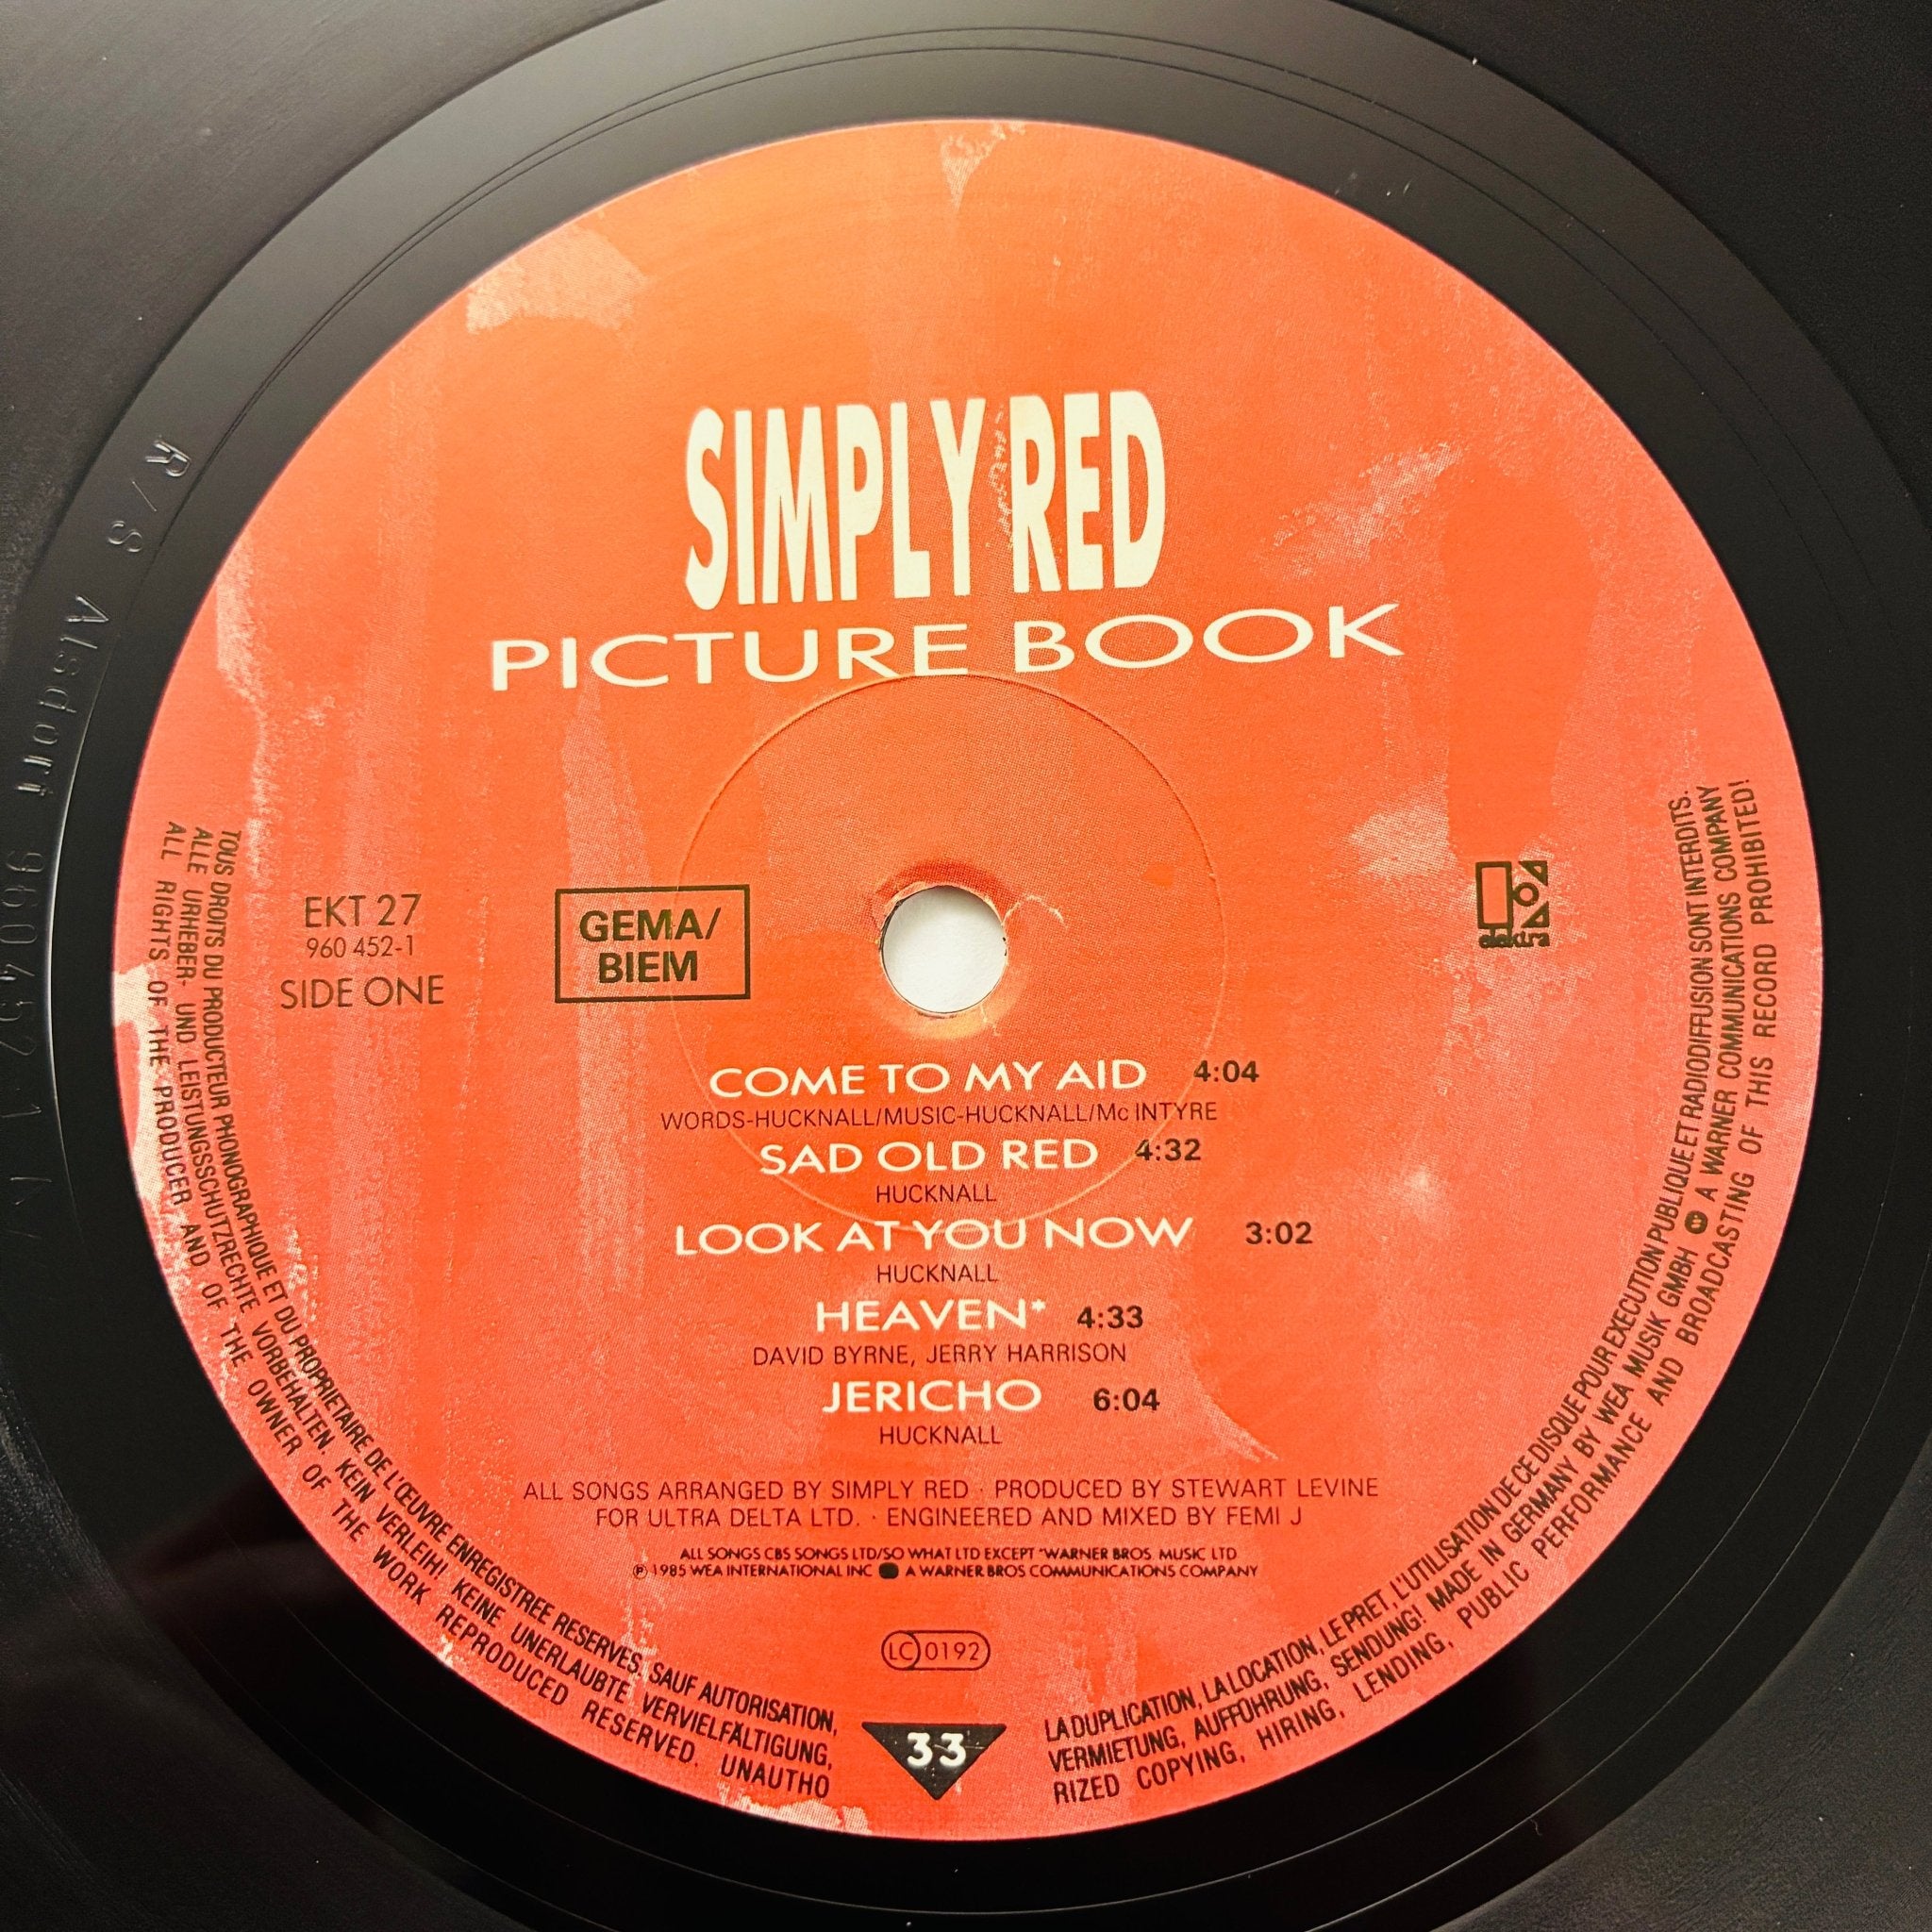 SIMPLY RED
PICTURE BOOK
EKT 27
960 452-1
SIDE ONE
GEMA/
BIEM
elektra
COME TO MY AID 4:04
WORDS-HUCKNALL/MUSIC-HUCKNALL/Mc INTYRE
SAD OLD RED 4:32
HUCKNALL
LOOK AT YOU NOW 3:02
HUCKNALL
HEAVEN* 4:33
DAVID BYRNE, JERRY HARRISON
JERICHO 6:04
HUCKNALL
ALL SONGS ARRANGED BY SIMPLY RED · PRODUCED BY STEWART LEVINE
FOR ULTRA DELTA LTD. · ENGINEERED AND MIXED BY FEMI J
ALL SONGS CBS SONGS LTD/SO WHAT LTD EXCEPT *WARNER BROS. MUSIC LTD
℗ 1985 WEA INTERNATIONAL INC A WARNER BROS COMMUNICATIONS COMPANY
LC 0192
33
TOUS DROITS DU PRODUCTEUR PHONOGRAPHIQUE ET DU PROPRIETAIRE DE L'ŒUVRE ENREGISTREE RESERVES. SAUF AUTORISATION, LA DUPLICATION, LA LOCATION, LE PRET, L'UTILISATION DE CE DISQUE POUR EXECUTION PUBLIQUE ET RADIODIFFUSION SONT INTERDITS.
ALLE URHEBER- UND LEISTUNGSSCHUTZRECHTE VORBEHALTEN. KEIN VERLEIH! KEINE UNERLAUBTE VERVIELFÄLTIGUNG, VERMIETUNG, AUFFÜHRUNG, SENDUNG! MADE IN GERMANY BY WEA MUSIK GMBH A WARNER COMMUNICATIONS COMPANY
ALL RIGHTS OF THE PRODUCER AND OF THE OWNER OF THE WORK REPRODUCED RESERVED. UNAUTHORIZED COPYING, HIRING, LENDING, PUBLIC PERFORMANCE AND BROADCASTING OF THIS RECORD PROHIBITED!
R/S Alsdorf 960452-1 A